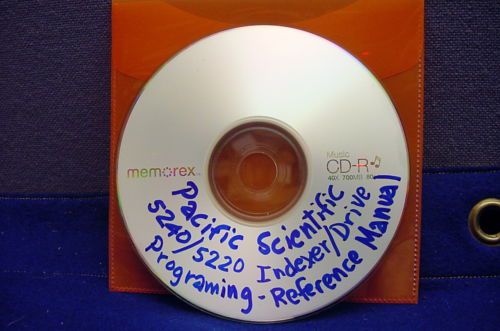 memorex
Music
CD-R
40X 700MB 80
Pacific Scientific
5240/5220 Indexer/Drive
Programing - Reference Manual